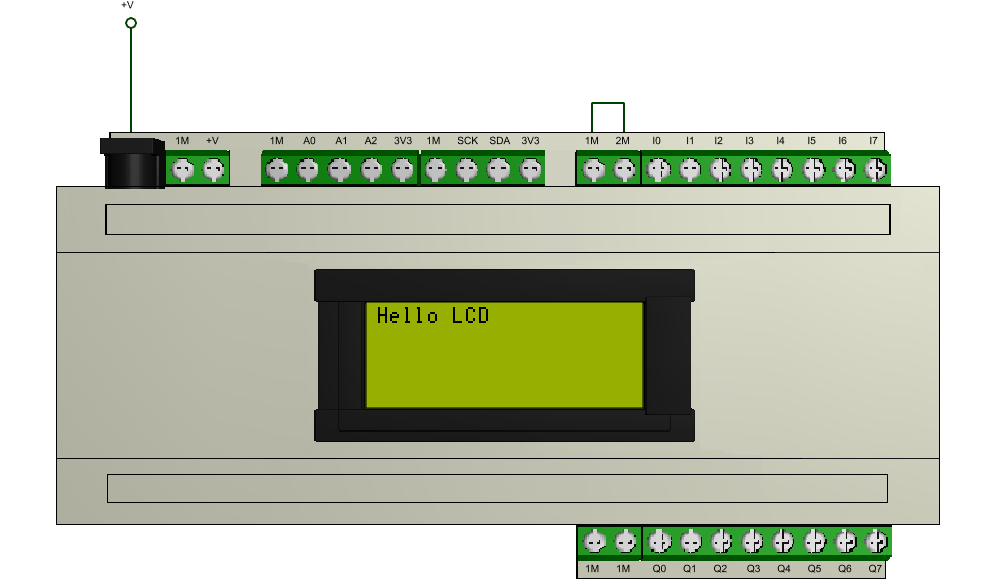 +V
1M +V 1M A0 A1 A2 3V3 1M SCK SDA 3V3 1M 2M I0 I1 I2 I3 I4 I5 I6 I7
Hello LCD
1M 1M Q0 Q1 Q2 Q3 Q4 Q5 Q6 Q7